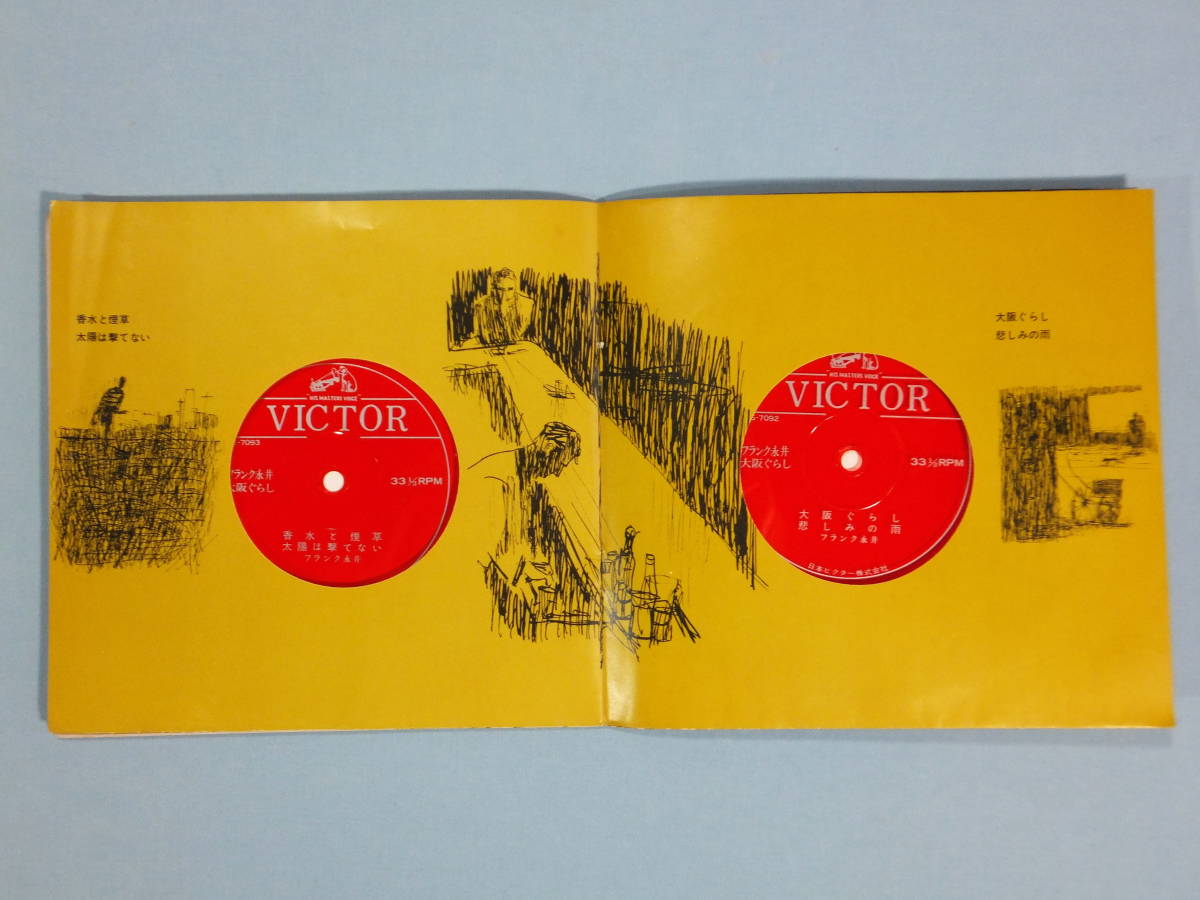 香水と煙草
太陽は撃てない
HIS MASTERS VOICE
VICTOR
-7093
フランク永井
大阪ぐらし
33⅓RPM
香水と煙草
太陽は撃てない
フランク永井
大阪ぐらし
悲しみの雨
HIS MASTERS VOICE
VICTOR
-7092
フランク永井
大阪ぐらし
33⅓RPM
大阪ぐらし
悲しみの雨
フランク永井
日本ビクター株式会社